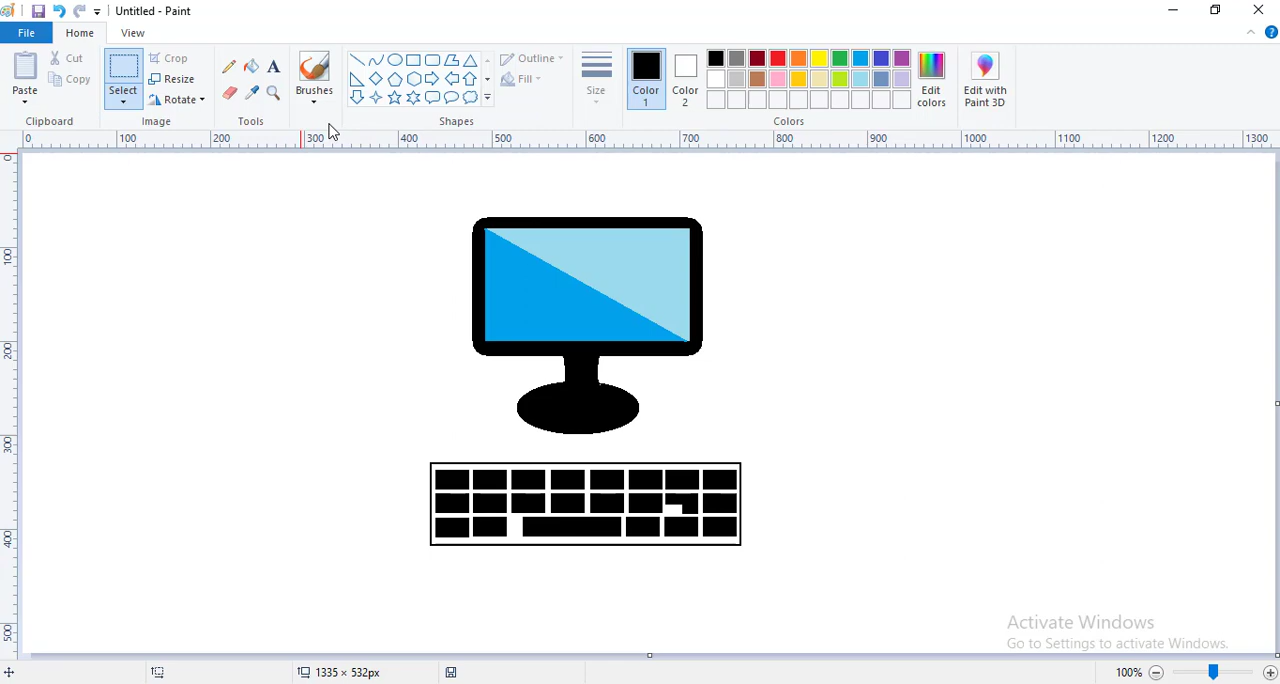 Untitled - Paint
File Home View
Paste
Cut
Copy
Clipboard
Select
Crop
Resize
Rotate
Image
A
Tools
Brushes
Shapes
Outline
Fill
Size
Color 1
Color 2
Colors
Edit colors
Edit with Paint 3D
?
0 100 200 300 400 500 600 700 800 900 1000 1100 1200 1300
0
100
200
300
400
500
Activate Windows
Go to Settings to activate Windows.
1335 × 532px
100%